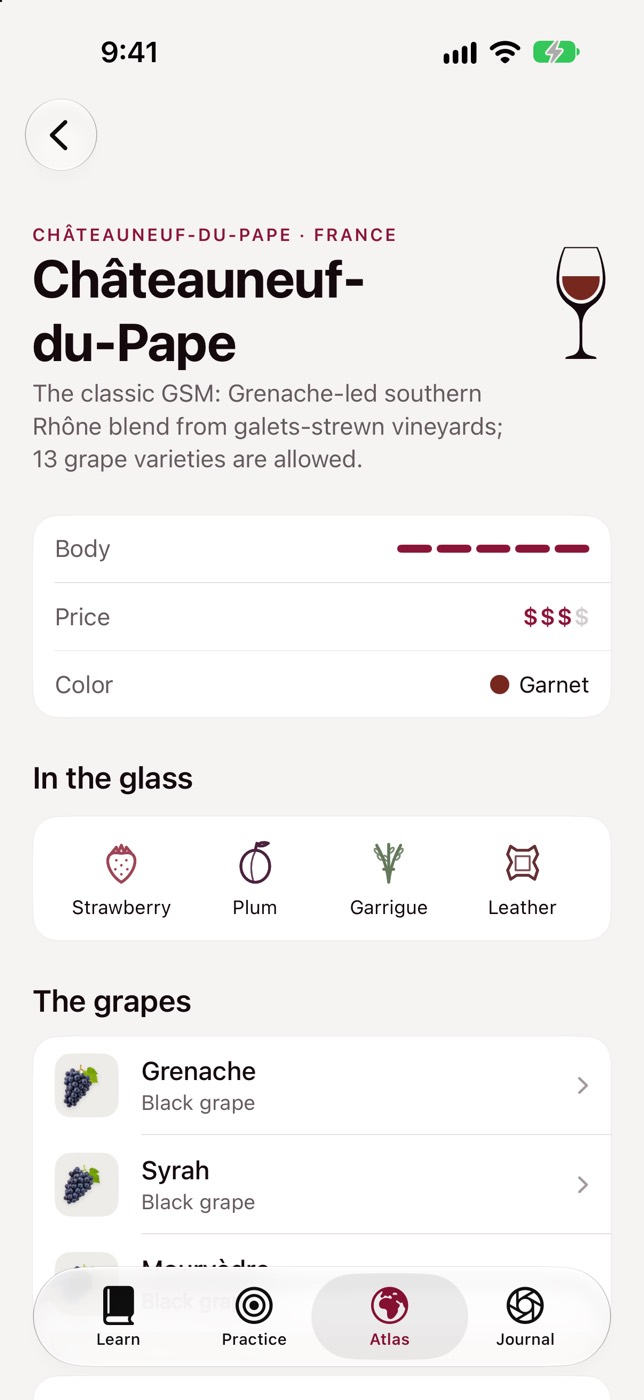 9:41
CHÂTEAUNEUF-DU-PAPE · FRANCE
Châteauneuf-
du-Pape
The classic GSM: Grenache-led southern
Rhône blend from galets-strewn vineyards;
13 grape varieties are allowed.
Body
Price
$$$$
Color
Garnet
In the glass
Strawberry
Plum
Garrigue
Leather
The grapes
Grenache
Black grape
Syrah
Black grape
Mourvèdre
Learn
Practice
Atlas
Journal